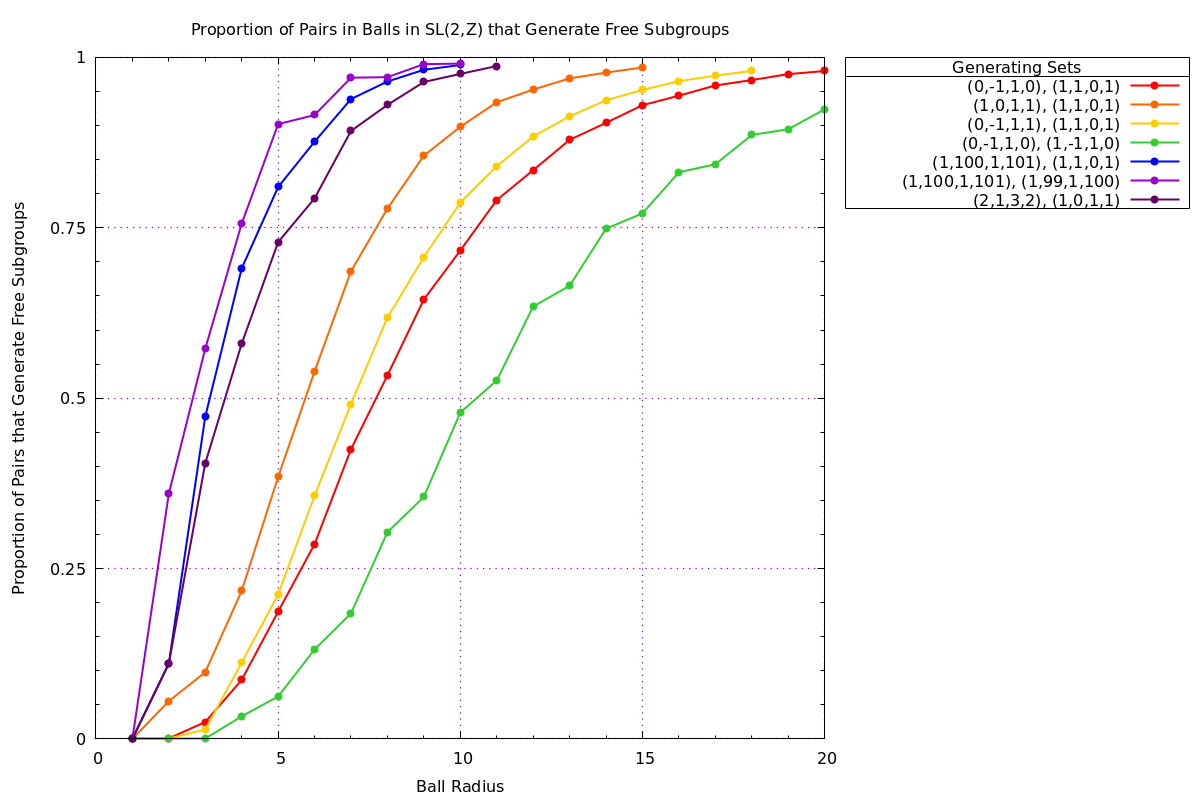 Proportion of Pairs in Balls in SL(2,Z) that Generate Free Subgroups
Proportion of Pairs that Generate Free Subgroups
1
0.75
0.5
0.25
0
0 5 10 15 20
Ball Radius
Generating Sets
(0,-1,1,0), (1,1,0,1)
(1,0,1,1), (1,1,0,1)
(0,-1,1,1), (1,1,0,1)
(0,-1,1,0), (1,-1,1,0)
(1,100,1,101), (1,1,0,1)
(1,100,1,101), (1,99,1,100)
(2,1,3,2), (1,0,1,1)